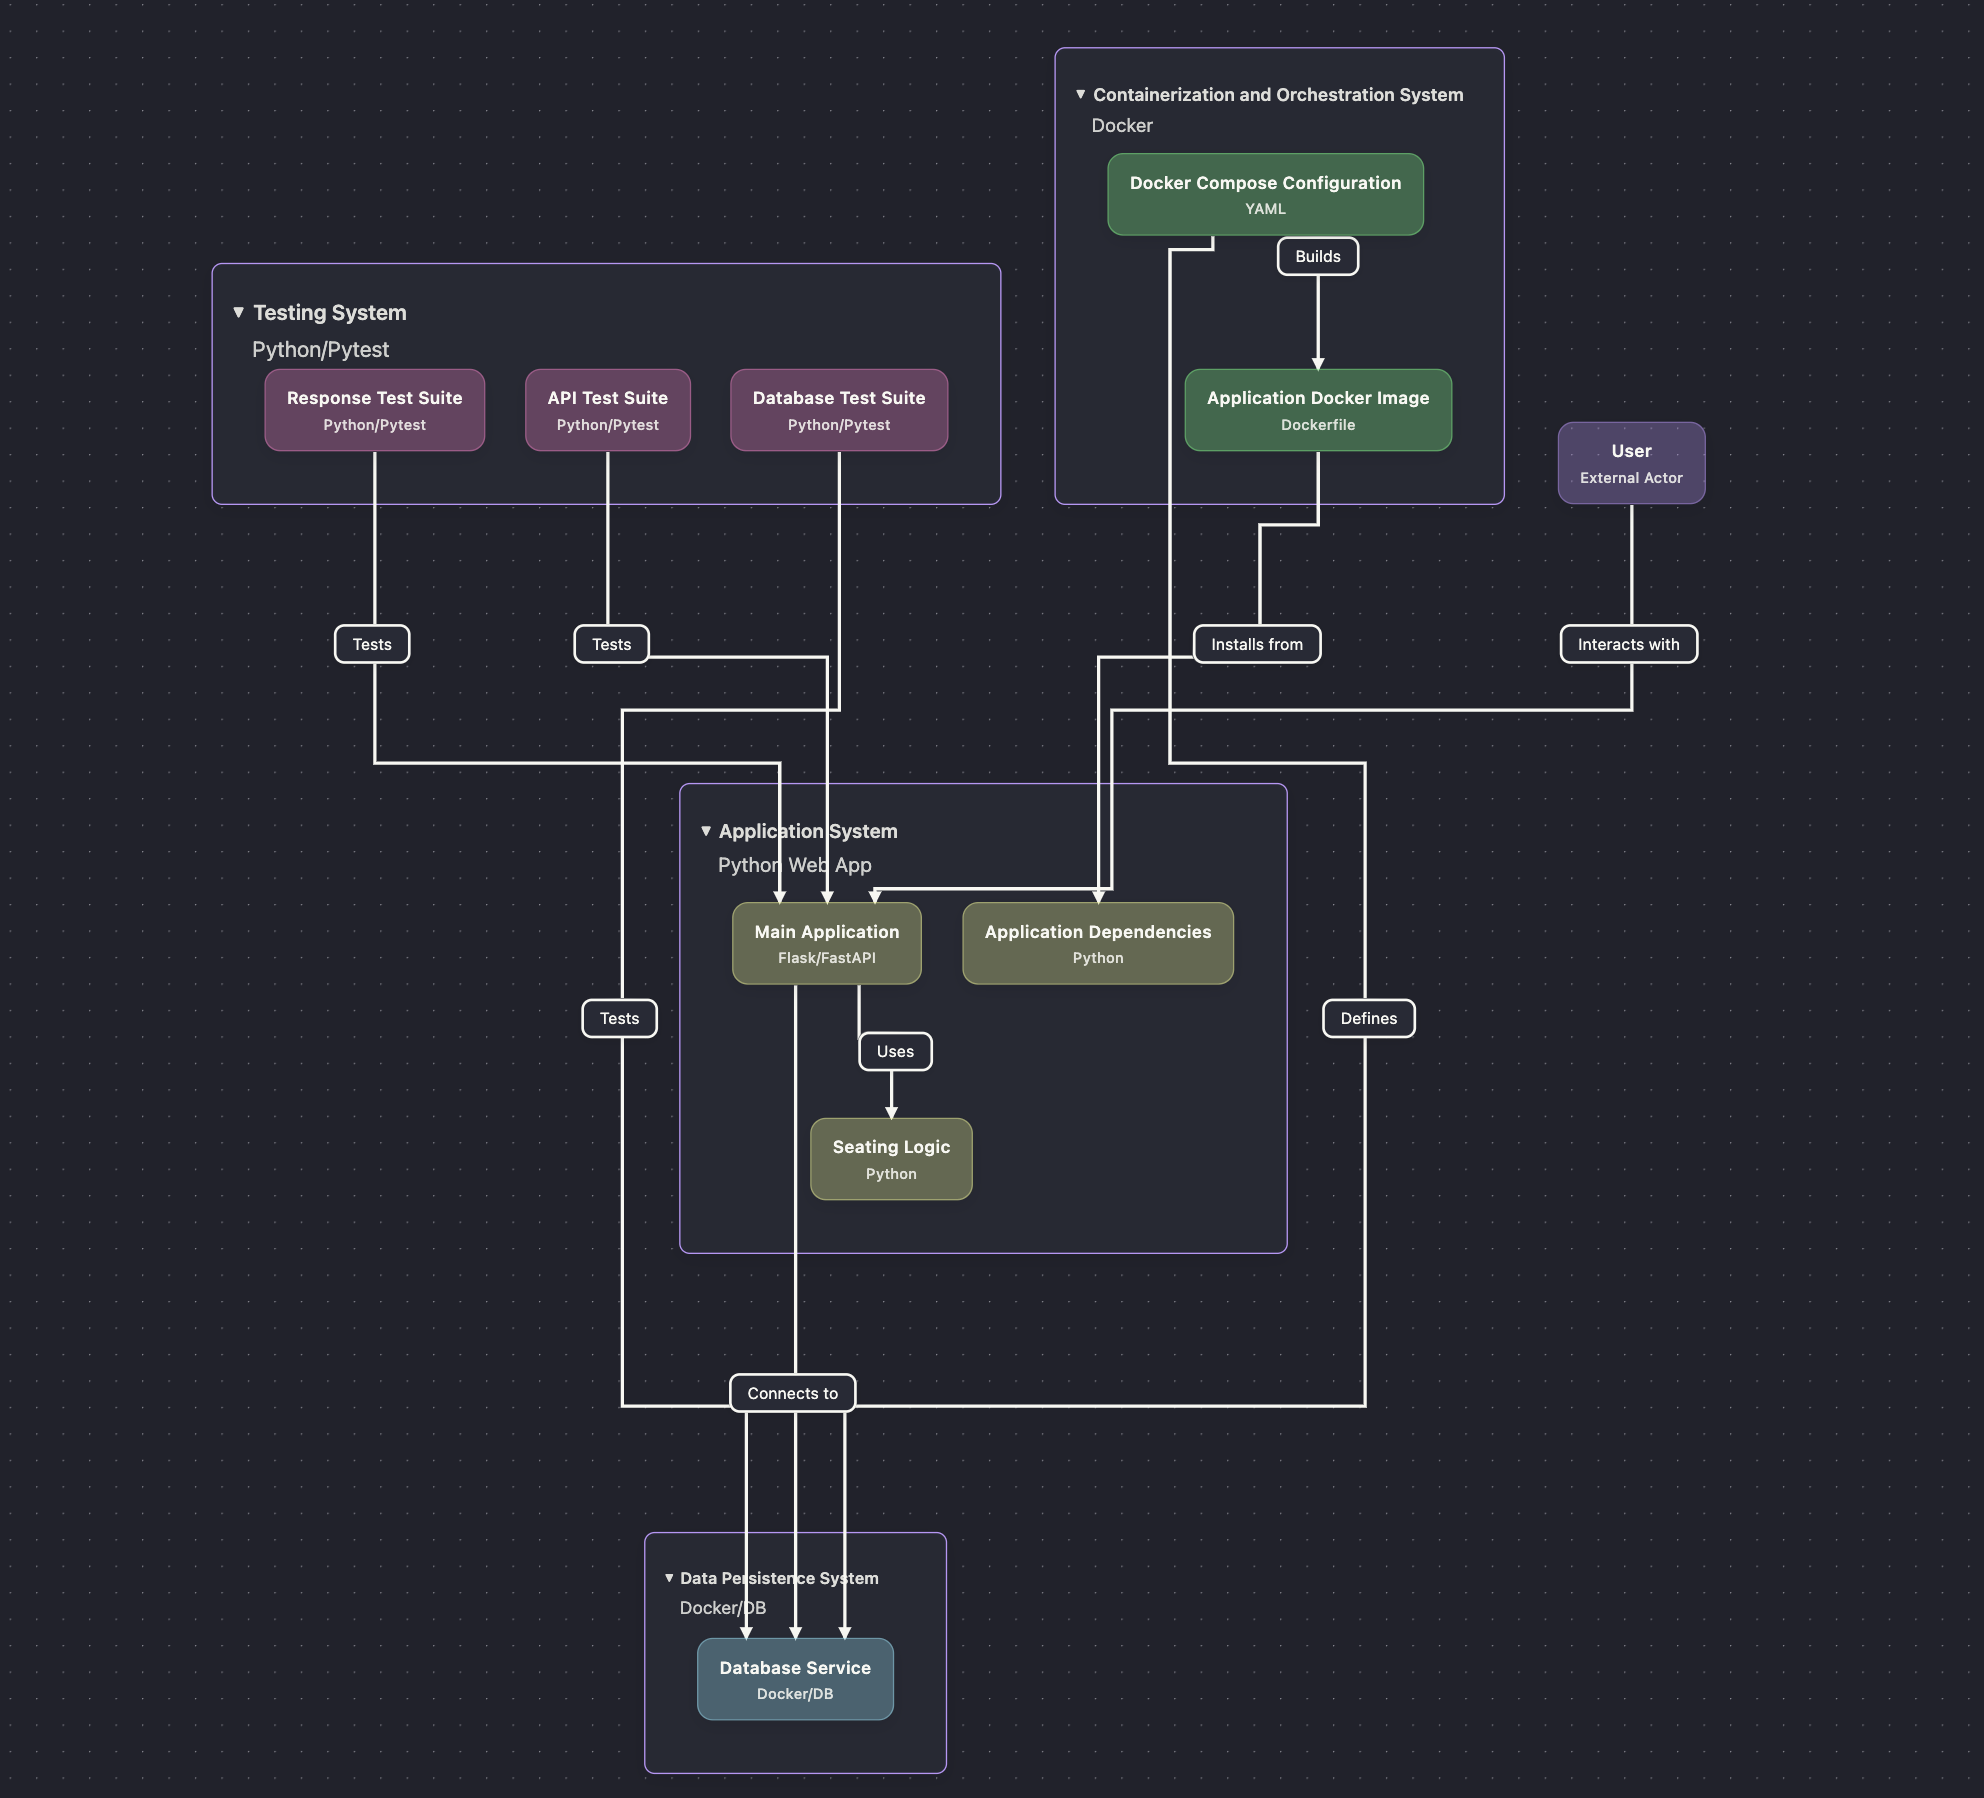 ▼ Containerization and Orchestration System
Docker
Docker Compose Configuration
YAML
Builds
▼ Testing System
Python/Pytest
Response Test Suite
Python/Pytest
API Test Suite
Python/Pytest
Database Test Suite
Python/Pytest
Application Docker Image
Dockerfile
User
External Actor
Tests
Tests
Installs from
Interacts with
▼ Application System
Python Web App
Main Application
Flask/FastAPI
Application Dependencies
Python
Tests
Uses
Defines
Seating Logic
Python
Connects to
▼ Data Persistence System
Docker/DB
Database Service
Docker/DB